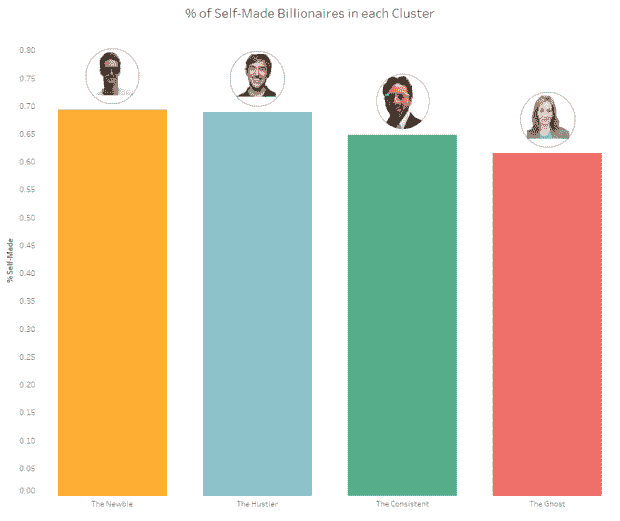 % of Self-Made Billionaires in each Cluster
0.80
0.75
0.70
0.65
0.60
0.55
0.50
0.45
0.40
0.35
0.30
0.25
0.20
0.15
0.10
0.05
0.00
% Self-Made
The Newbie
The Hustler
The Consistent
The Ghost